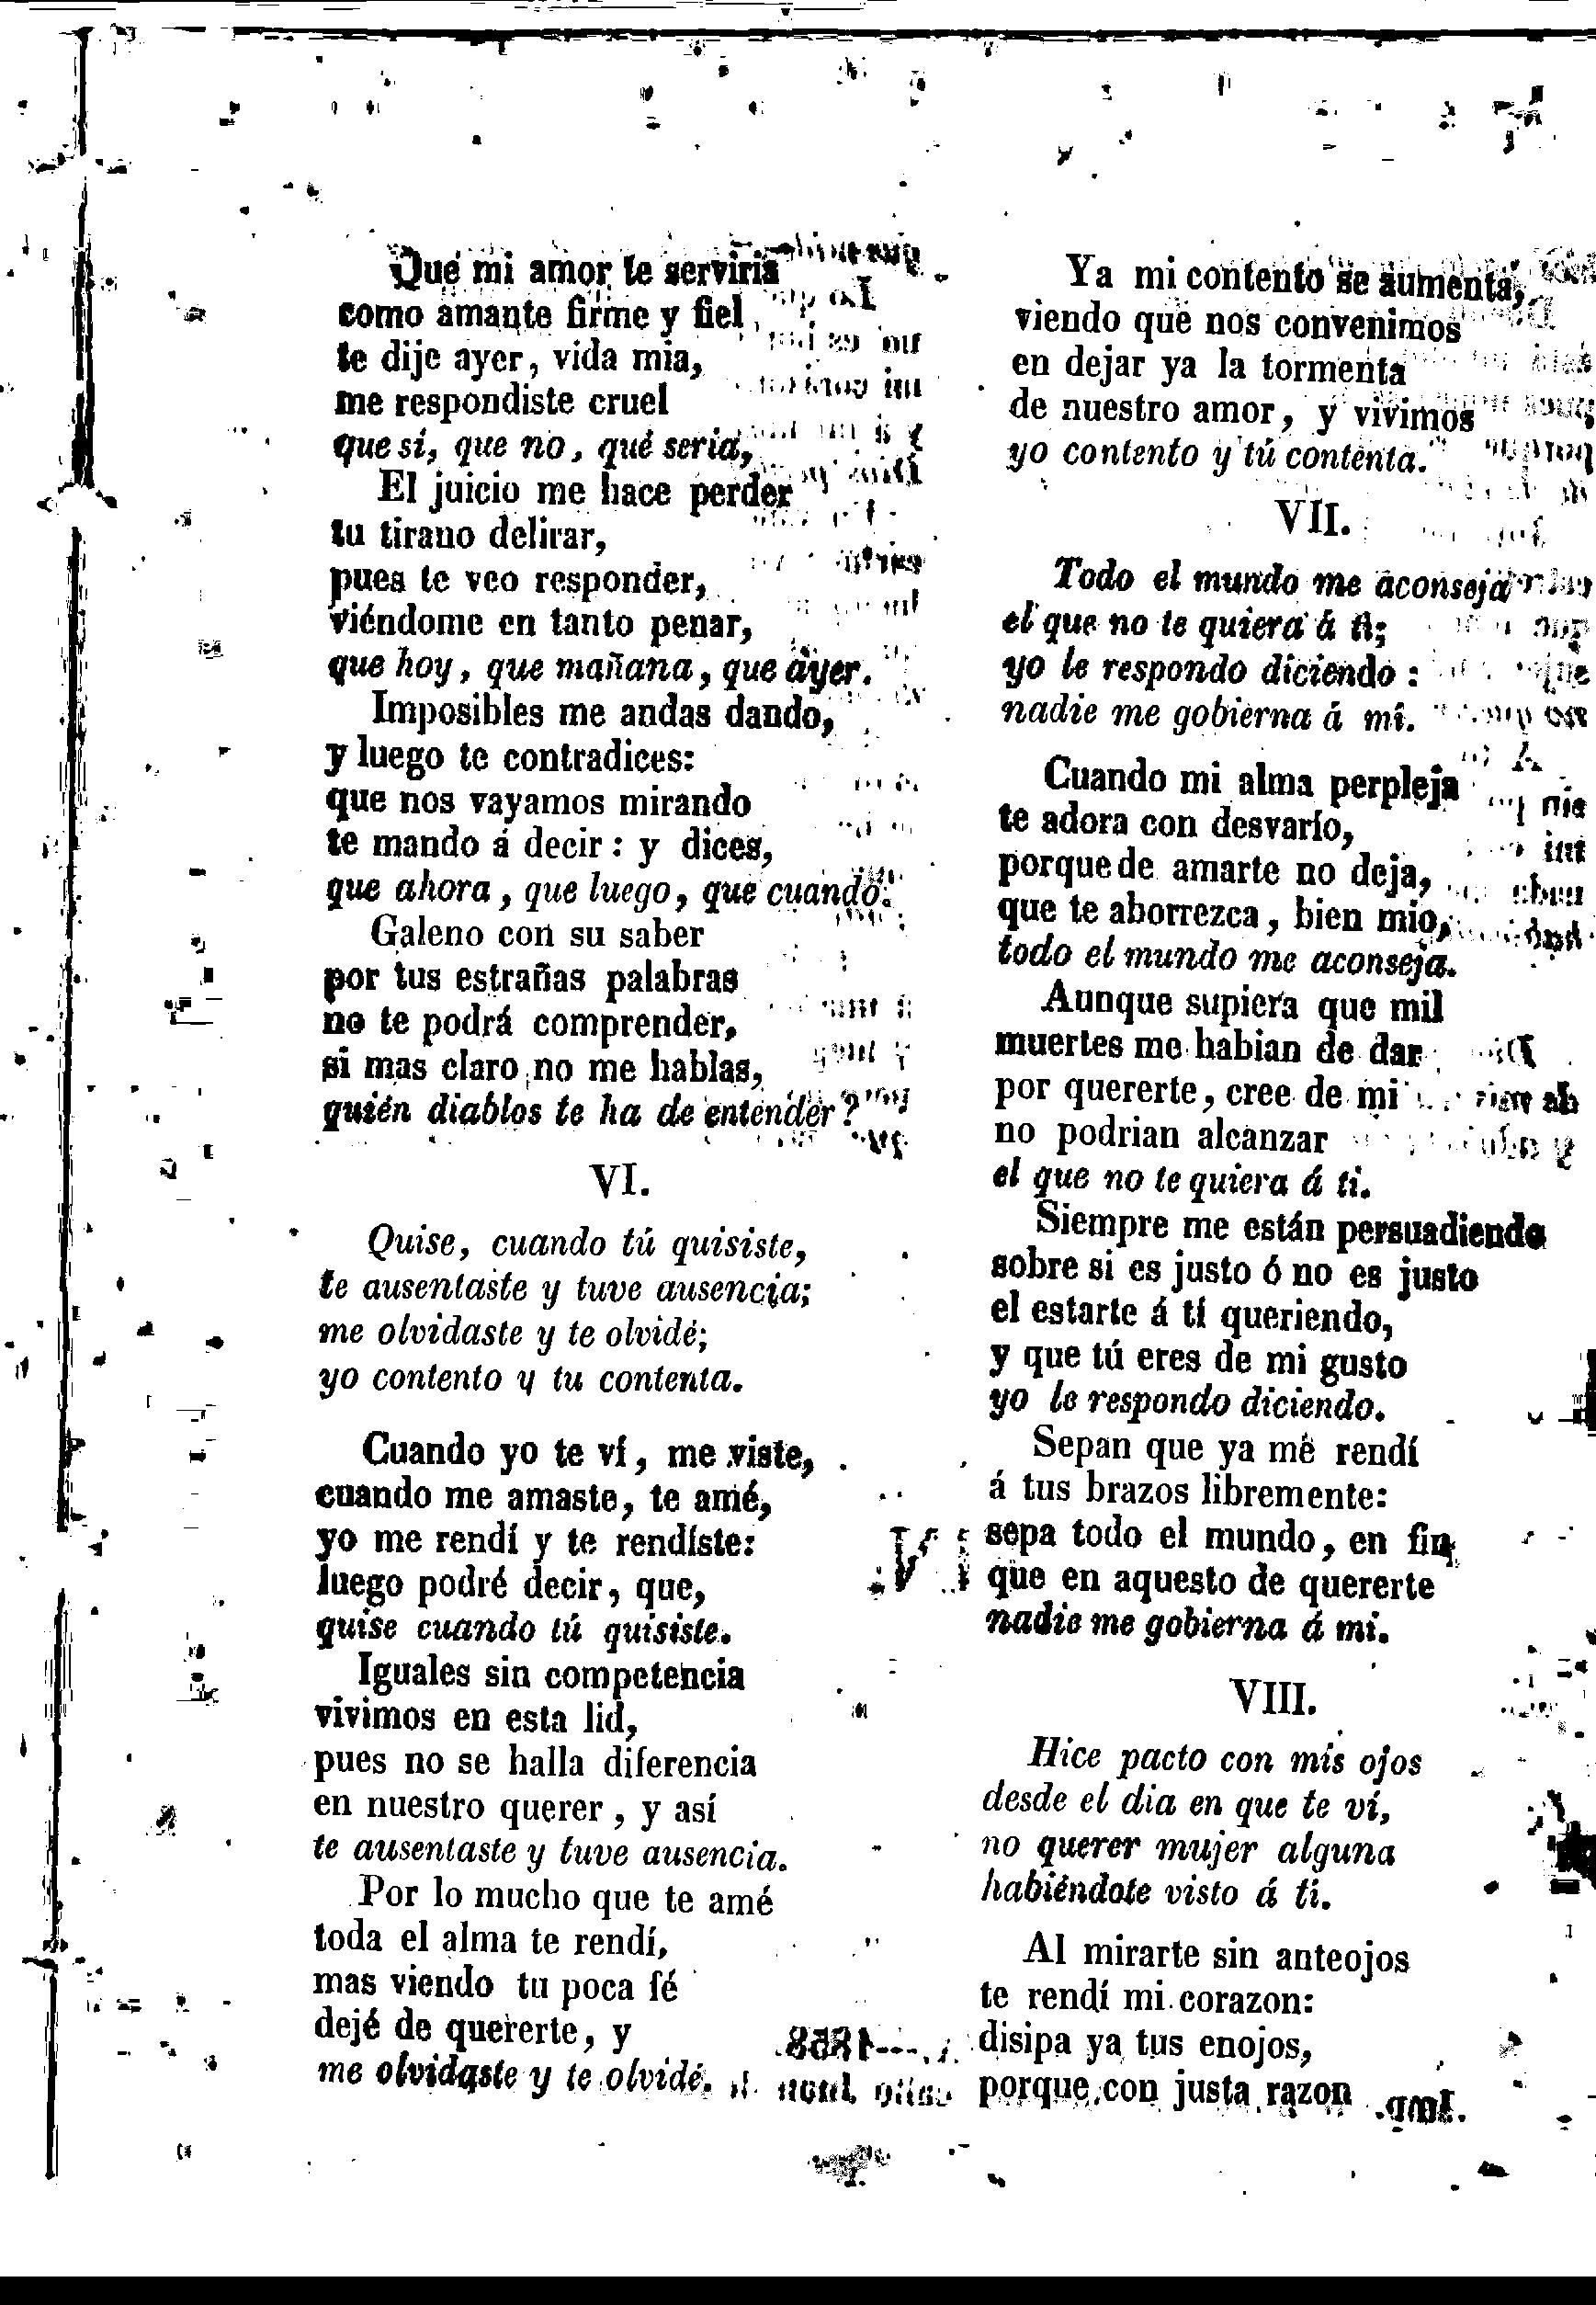 Que mi amor te serviria
como amante firme y fiel
te dije ayer, vida mia,
me respondiste cruel
que sí, que no, qué seria,
El juicio me hace perder
tu tirano delirar,
pues te veo responder,
viéndome en tanto penar,
que hoy, que mañana, que ayer.
Imposibles me andas dando,
y luego te contradices:
que nos vayamos mirando
te mando á decir: y dices,
que ahora, que luego, que cuando.
Galeno con su saber
por tus estrañas palabras
no te podrá comprender,
si mas claro no me hablas,
quién diablos te ha de entender?
VI.
Quise, cuando tú quisiste,
te ausentaste y tuve ausencia;
me olvidaste y te olvidé;
yo contento y tu contenta.
Cuando yo te ví, me viste,
cuando me amaste, te amé,
yo me rendí y te rendíste:
luego podré decir, que,
quise cuando tú quisiste.
Iguales sin competencia
vivimos en esta lid,
pues no se halla diferencia
en nuestro querer, y así
te ausentaste y tuve ausencia.
Por lo mucho que te amé
toda el alma te rendí,
mas viendo tu poca fé
dejé de quererte, y
me olvidaste y te olvidé.
Ya mi contento se aumenta,
viendo que nos convenimos
en dejar ya la tormenta
de nuestro amor, y vivimos
yo contento y tú contenta.
VII.
Todo el mundo me aconseja
el que no te quiera á ti;
yo le respondo diciendo:
nadie me gobierna á mí.
Cuando mi alma perpleja
te adora con desvarío,
porque de amarte no deja,
que te aborrezca, bien mio,
todo el mundo me aconseja.
Aunque supiera que mil
muertes me habian de dar
por quererte, cree de mi
no podrian alcanzar
el que no te quiera á ti.
Siempre me están persuadiendo
sobre si es justo ó no es justo
el estarte á tí queriendo,
y que tú eres de mi gusto
yo le respondo diciendo.
Sepan que ya me rendí
á tus brazos libremente:
sepa todo el mundo, en fin
que en aquesto de quererte
nadie me gobierna á mi.
VIII.
Hice pacto con mis ojos
desde el dia en que te ví,
no querer mujer alguna
habiéndote visto á ti.
Al mirarte sin anteojos
te rendí mi corazon:
disipa ya tus enojos,
porque con justa razon